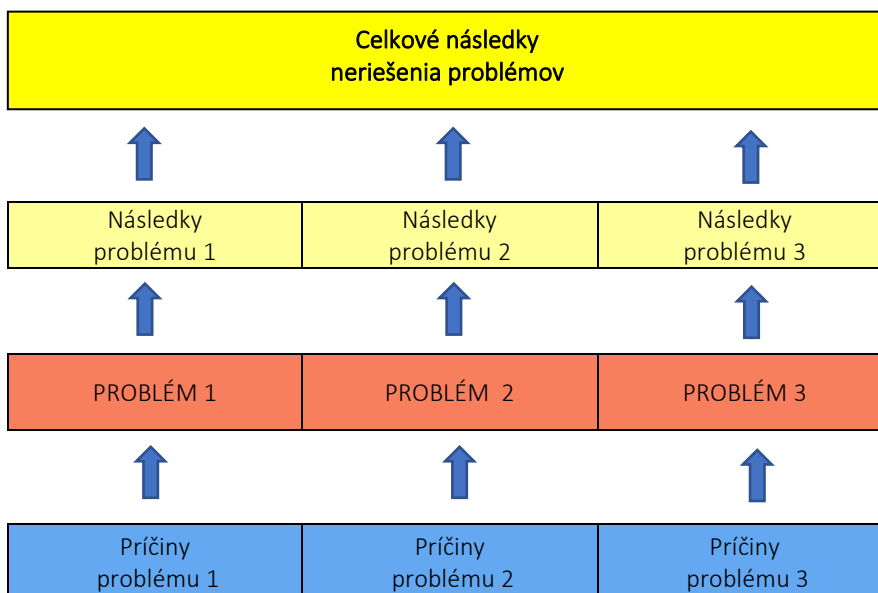 Celkové následky
neriešenia problémov
Následky
problému 1
Následky
problému 2
Následky
problému 3
PROBLÉM 1
PROBLÉM  2
PROBLÉM 3
Príčiny
problému 1
Príčiny
problému 2
Príčiny
problému 3